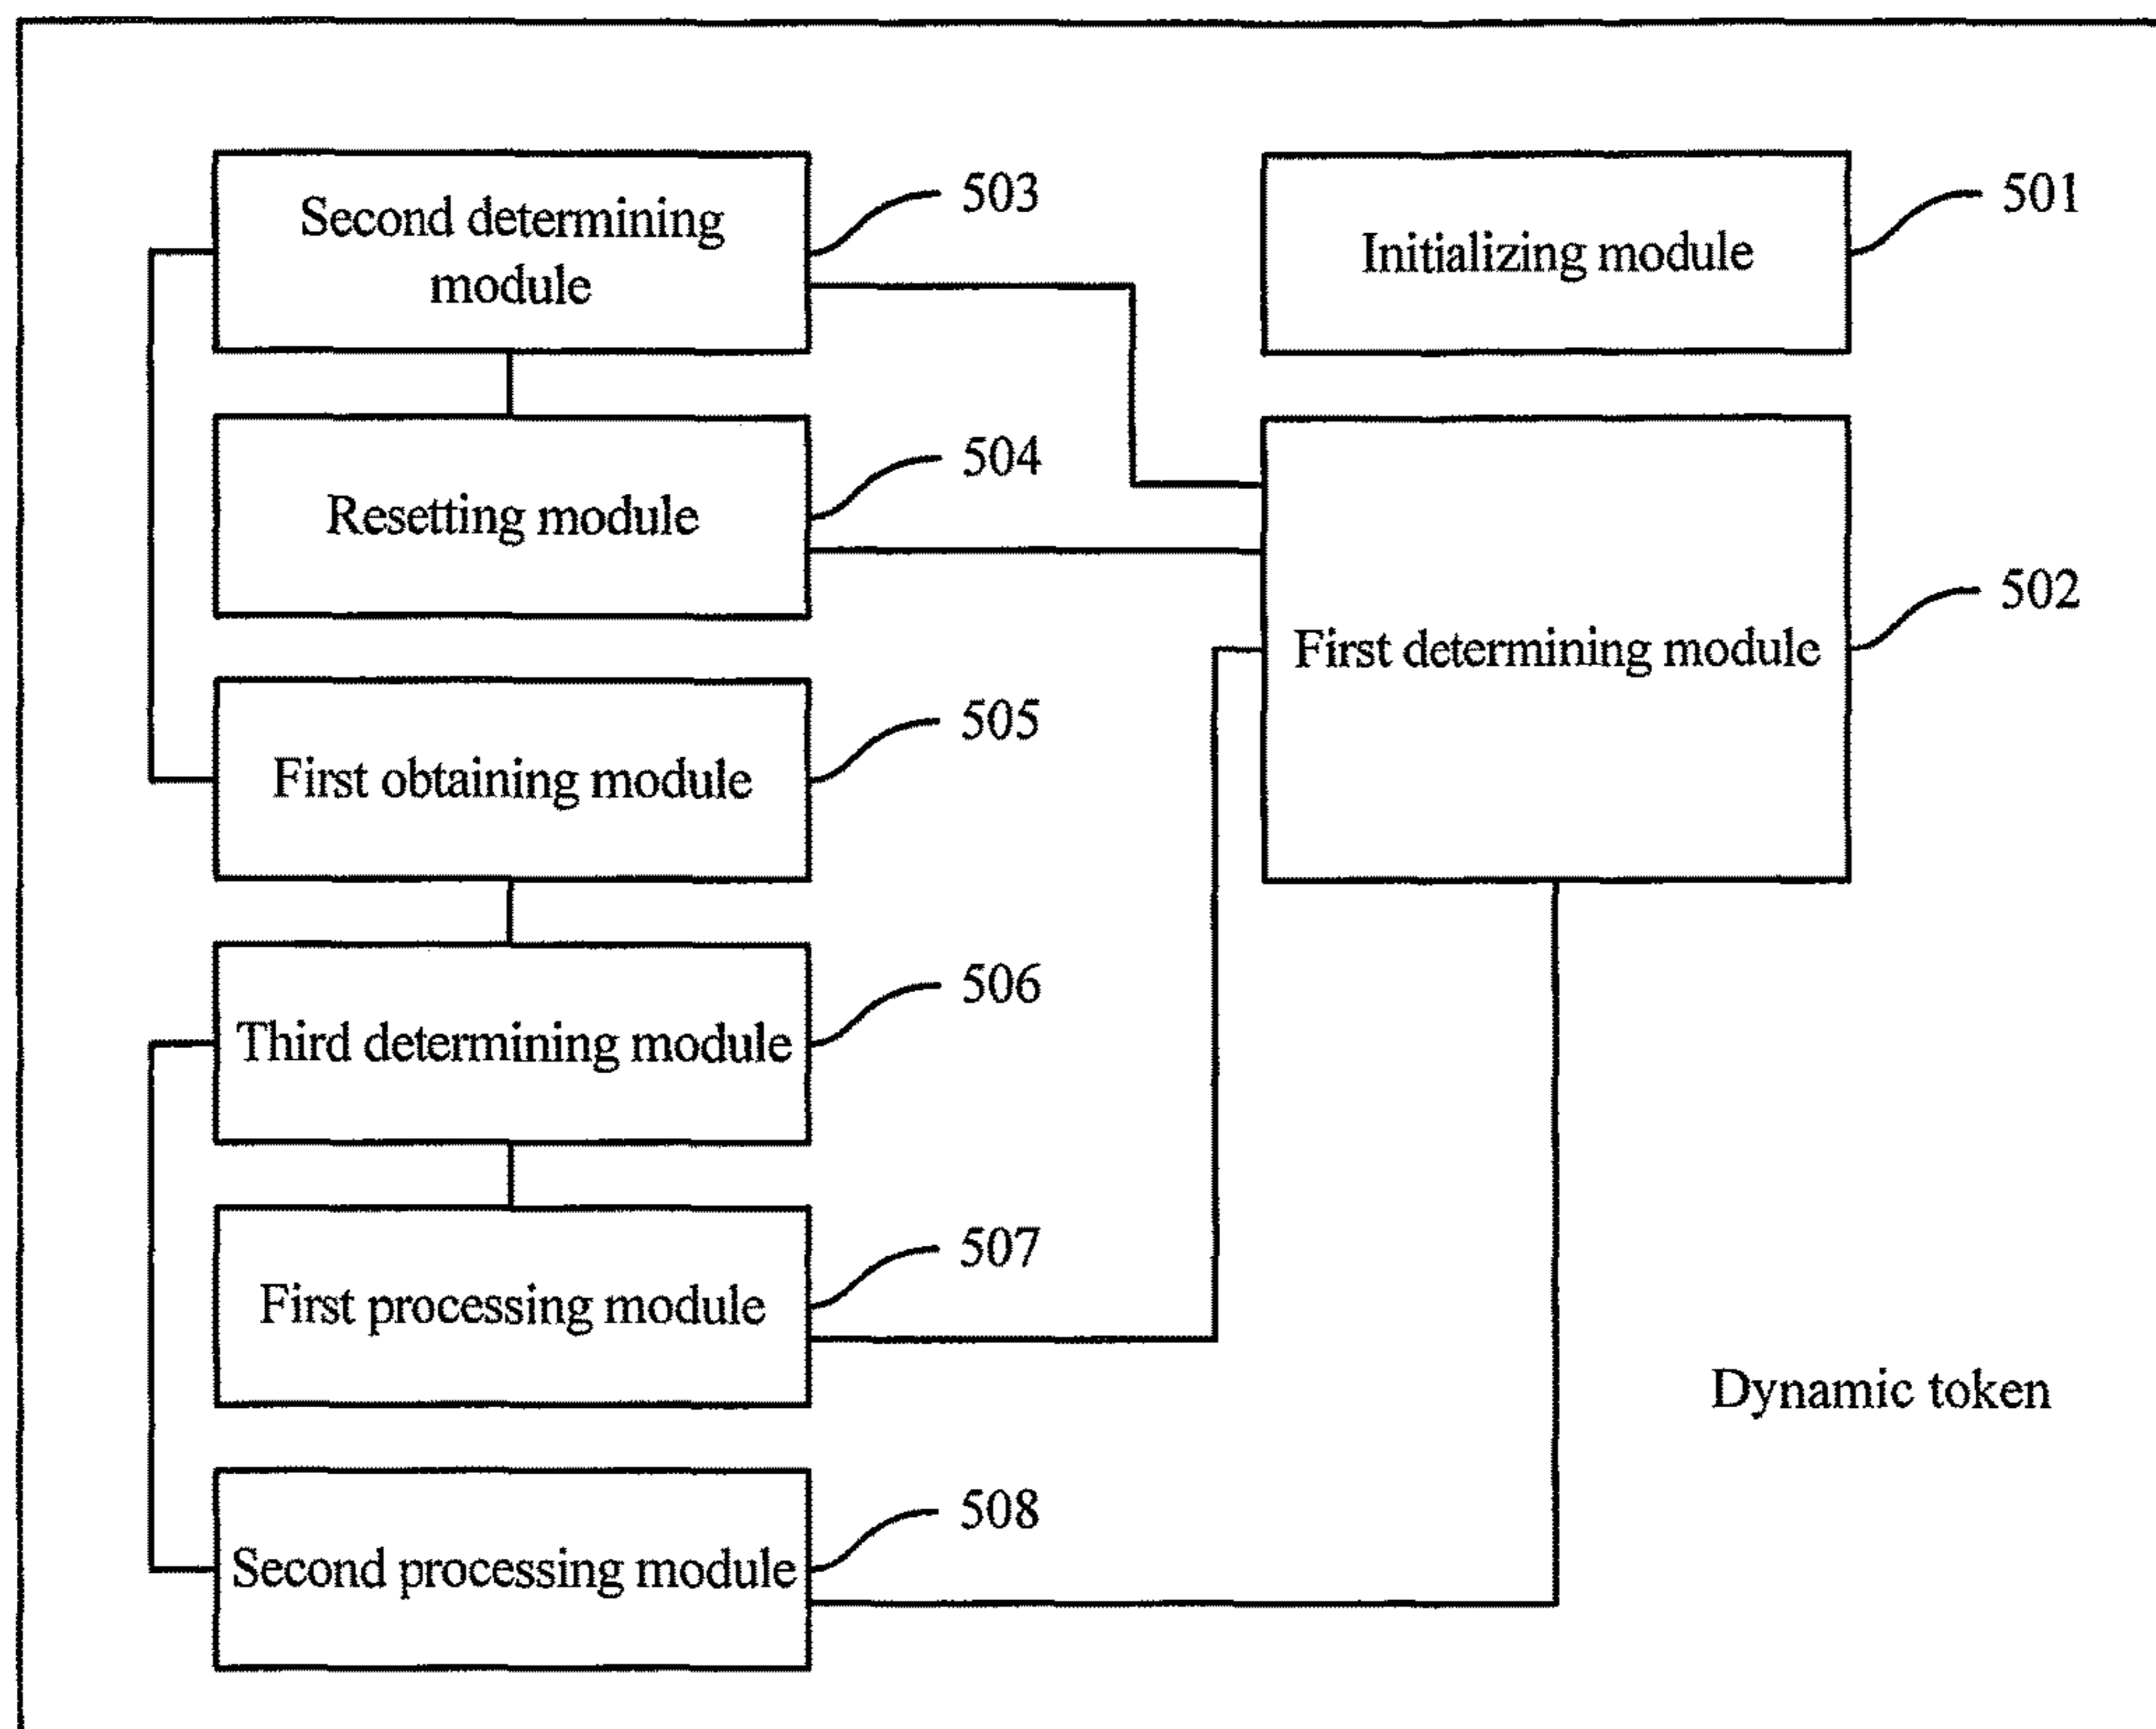 Second determining
module
503
Initializing module
501
Resetting module
504
First determining module
502
First obtaining module
505
Third determining module
506
First processing module
507
Second processing module
508
Dynamic token